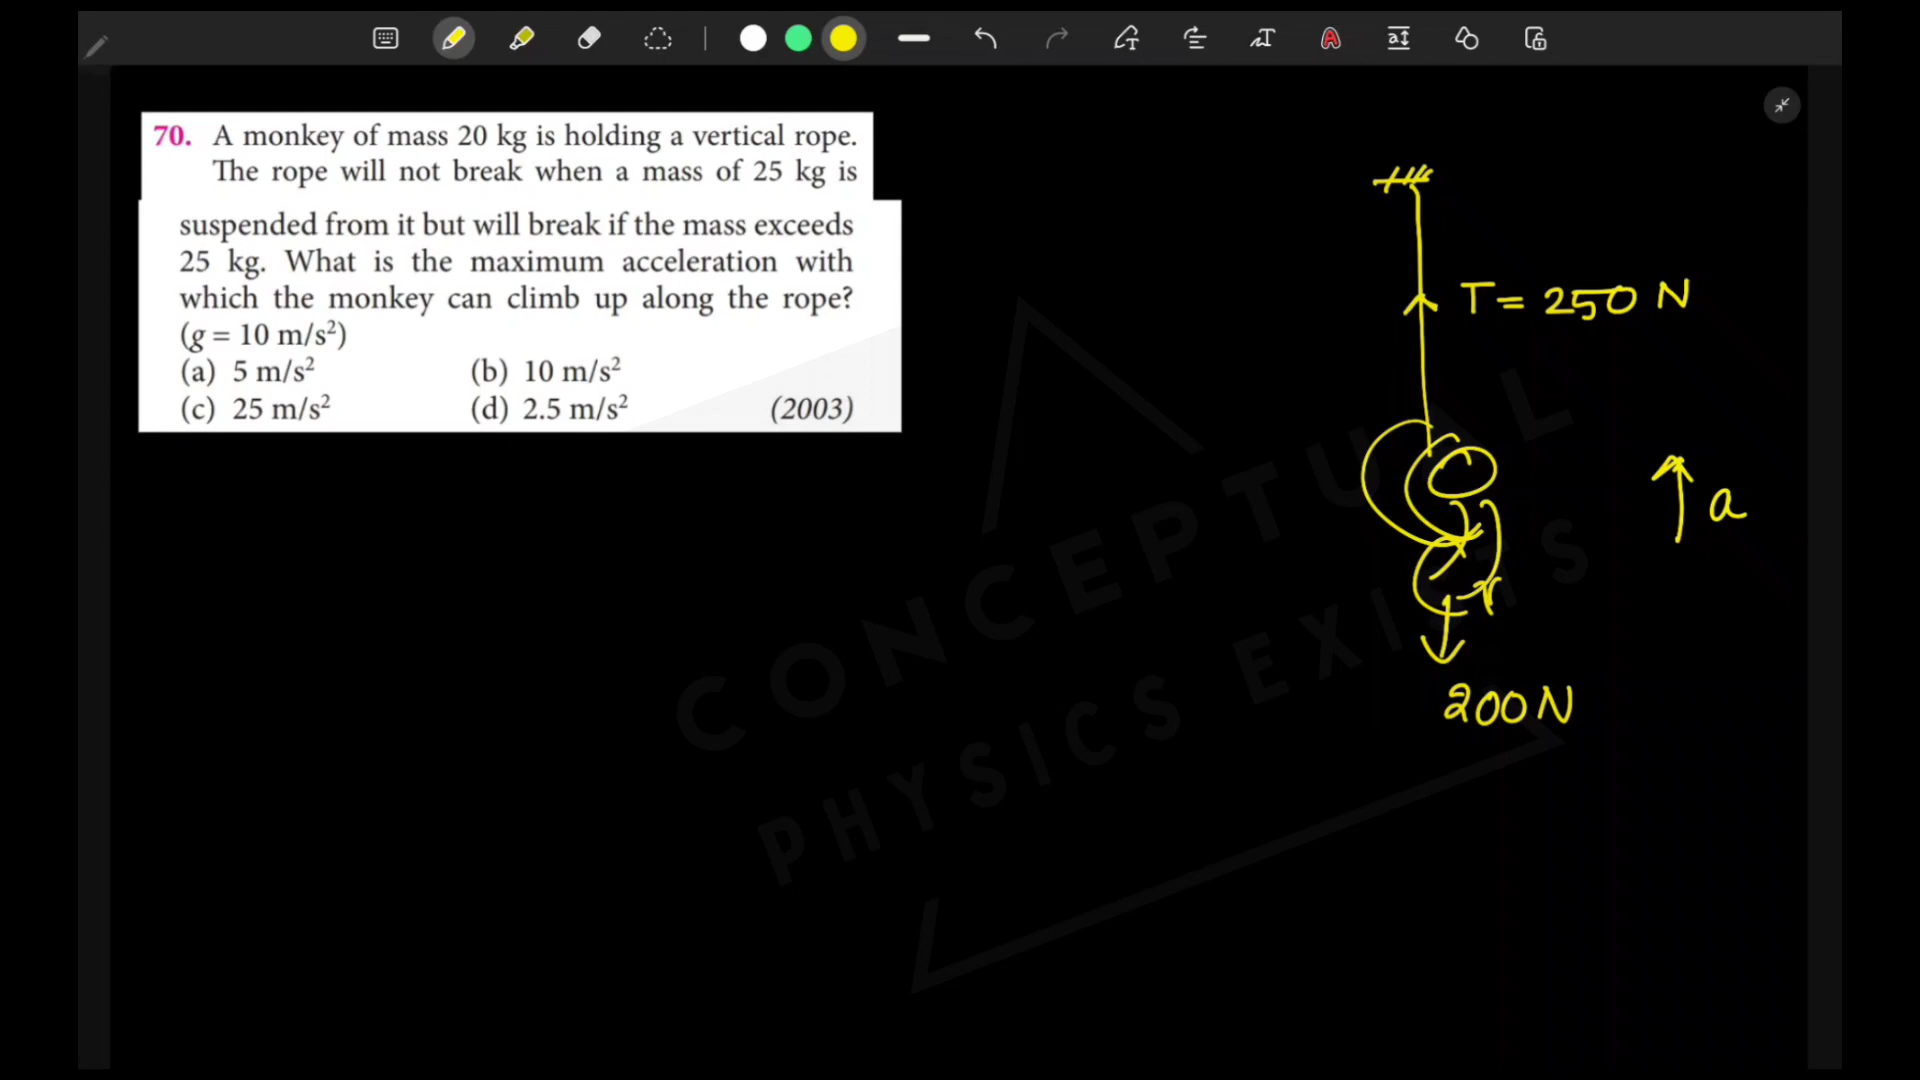 70. A monkey of mass 20 kg is holding a vertical rope.
The rope will not break when a mass of 25 kg is
suspended from it but will break if the mass exceeds
25 kg. What is the maximum acceleration with
which the monkey can climb up along the rope?
(g = 10 m/s²)
(a) 5 m/s² (b) 10 m/s²
(c) 25 m/s² (d) 2.5 m/s² (2003)
T = 250 N
a
200 N
CONCEPTUAL
PHYSICS EXISTS